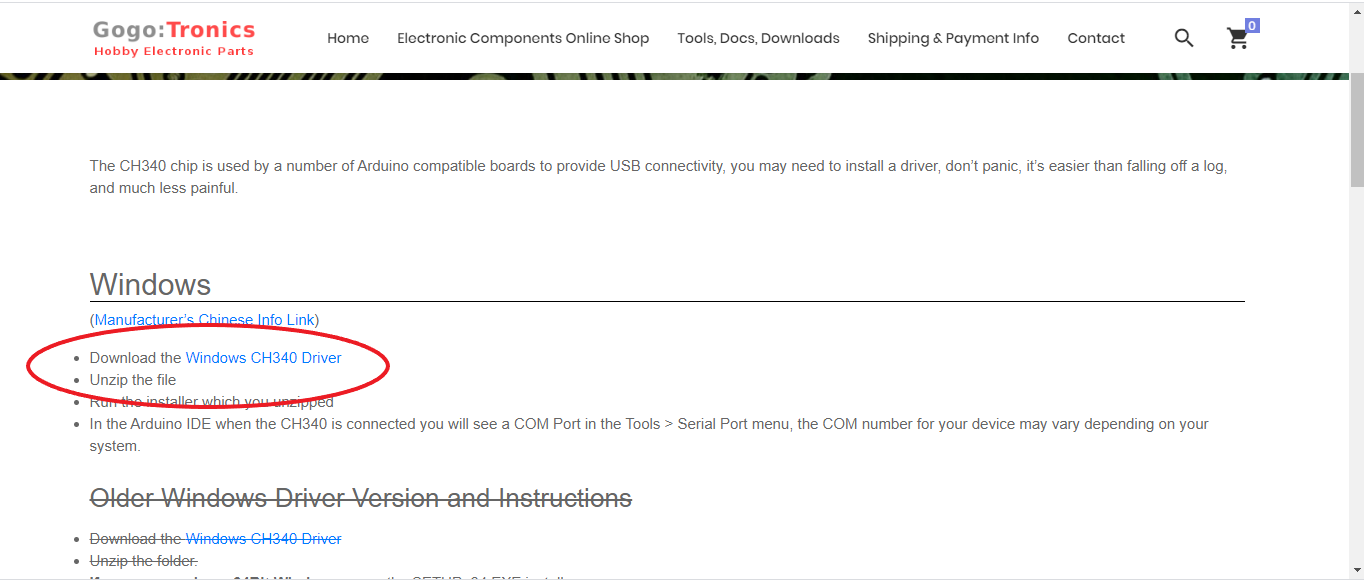 Gogo:Tronics
Hobby Electronic Parts
Home
Electronic Components Online Shop
Tools, Docs, Downloads
Shipping & Payment Info
Contact
0
The CH340 chip is used by a number of Arduino compatible boards to provide USB connectivity, you may need to install a driver, don’t panic, it’s easier than falling off a log,
and much less painful.
Windows
(Manufacturer’s Chinese Info Link)
Download the Windows CH340 Driver
Unzip the file
Run the installer which you unzipped
In the Arduino IDE when the CH340 is connected you will see a COM Port in the Tools > Serial Port menu, the COM number for your device may vary depending on your
system.
Older Windows Driver Version and Instructions
Download the Windows CH340 Driver
Unzip the folder.